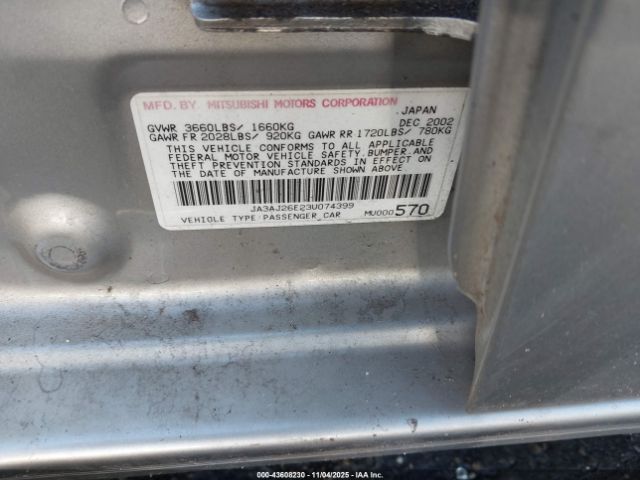 MFD. BY MITSUBISHI MOTORS CORPORATION
JAPAN
GVWR 3660LBS/ 1660KG DEC 2002
GAWR FR 2028LBS/ 920KG GAWR RR 1720LBS/ 780KG
THIS VEHICLE CONFORMS TO ALL APPLICABLE
FEDERAL MOTOR VEHICLE SAFETY, BUMPER, AND
THEFT PREVENTION STANDARDS IN EFFECT ON
THE DATE OF MANUFACTURE SHOWN ABOVE
JA3AJ26E23U074399
VEHICLE TYPE:PASSENGER CAR MU000570
000-43608230 - 11/04/2025 - IAAI.COM